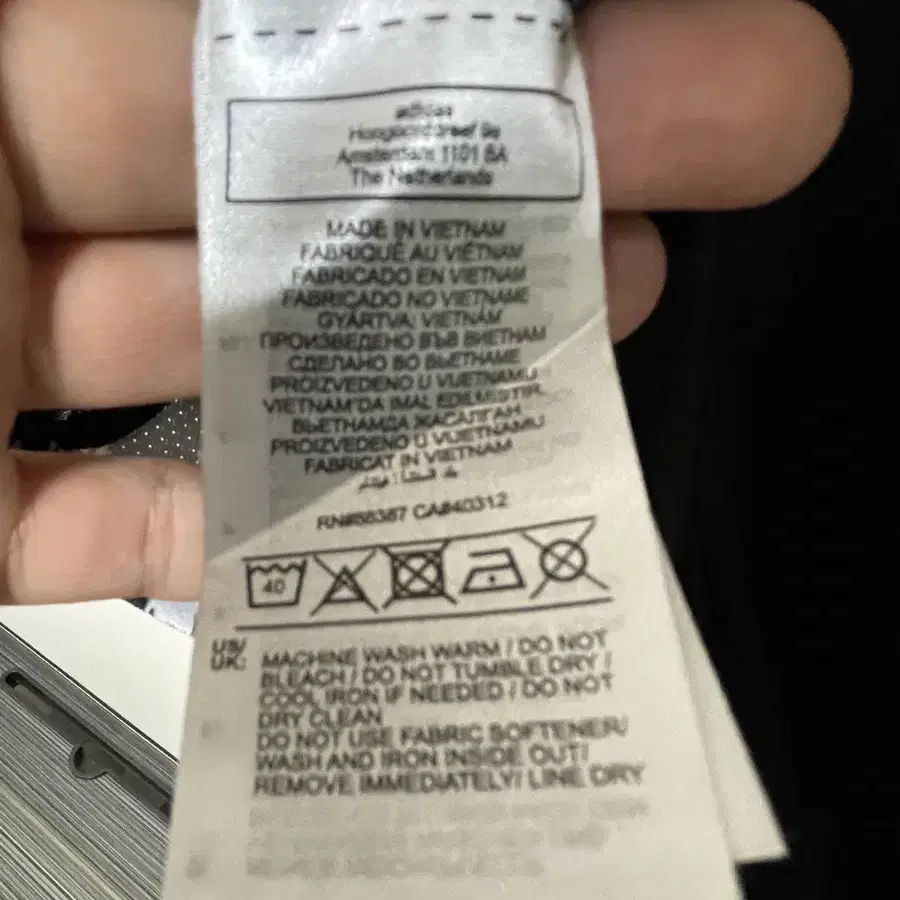 adidas
Hoogoorddreef 9a
Amsterdam 1101 BA
The Netherlands
MADE IN VIETNAM
FABRIQUÉ AU VIÊTNAM
FABRICADO EN VIETNAM
FABRICADO NO VIETNAME
GYÁRTVA: VIETNÁM
ПРОИЗВЕДЕНО ВЪВ ВИЕТНАМ
СДЕЛАНО ВО ВЬЕТНАМЕ
PROIZVEDENO U VIJETNAMU
VIETNAM'DA IMAL EDILMISTIR.
ВЬЕТНАМДА ЖАСАЛҒАН
PROIZVEDENO U VIJETNAMU
FABRICAT IN VIETNAM
RN#88387 CA#40312
40
US/
UK:
MACHINE WASH WARM / DO NOT
BLEACH / DO NOT TUMBLE DRY /
COOL IRON IF NEEDED / DO NOT
DRY CLEAN
DO NOT USE FABRIC SOFTENER/
WASH AND IRON INSIDE OUT/
REMOVE IMMEDIATELY/ LINE DRY